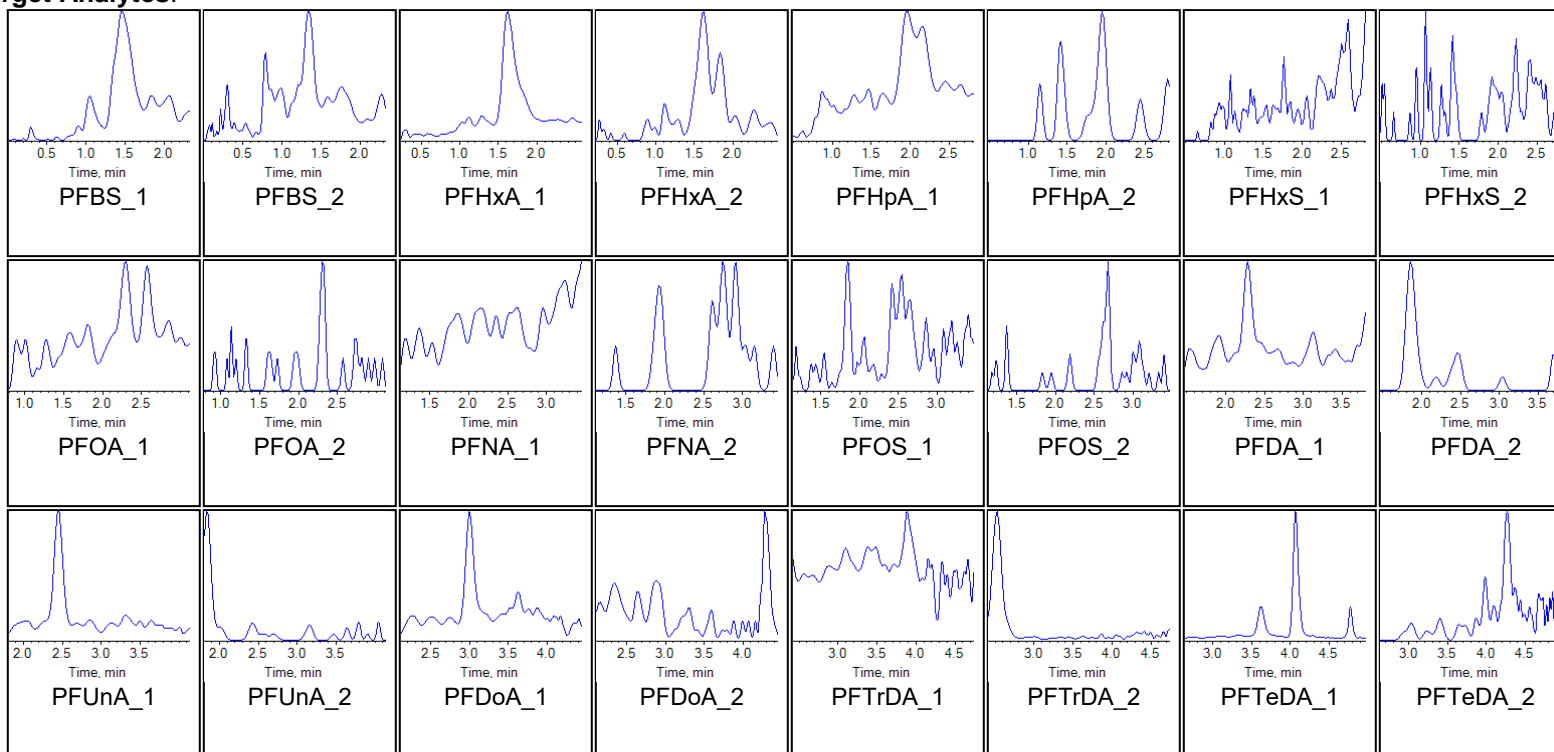 rget Analytes:
0.5 1.0 1.5 2.0 0.5 1.0 1.5 2.0 0.5 1.0 1.5 2.0 0.5 1.0 1.5 2.0 1.0 1.5 2.0 2.5 1.0 1.5 2.0 2.5 1.0 1.5 2.0 2.5 1.0 1.5 2.0 2.5
Time, min Time, min Time, min Time, min Time, min Time, min Time, min Time, min
PFBS_1 PFBS_2 PFHxA_1 PFHxA_2 PFHpA_1 PFHpA_2 PFHxS_1 PFHxS_2
1.0 1.5 2.0 2.5 1.0 1.5 2.0 2.5 1.5 2.0 2.5 3.0 1.5 2.0 2.5 3.0 1.5 2.0 2.5 3.0 1.5 2.0 2.5 3.0 2.0 2.5 3.0 3.5 2.0 2.5 3.0 3.5
Time, min Time, min Time, min Time, min Time, min Time, min Time, min Time, min
PFOA_1 PFOA_2 PFNA_1 PFNA_2 PFOS_1 PFOS_2 PFDA_1 PFDA_2
2.0 2.5 3.0 3.5 2.0 2.5 3.0 3.5 2.5 3.0 3.5 4.0 2.5 3.0 3.5 4.0 3.0 3.5 4.0 4.5 3.0 3.5 4.0 4.5 3.0 3.5 4.0 4.5 3.0 3.5 4.0 4.5
Time, min Time, min Time, min Time, min Time, min Time, min Time, min Time, min
PFUnA_1 PFUnA_2 PFDoA_1 PFDoA_2 PFTrDA_1 PFTrDA_2 PFTeDA_1 PFTeDA_2